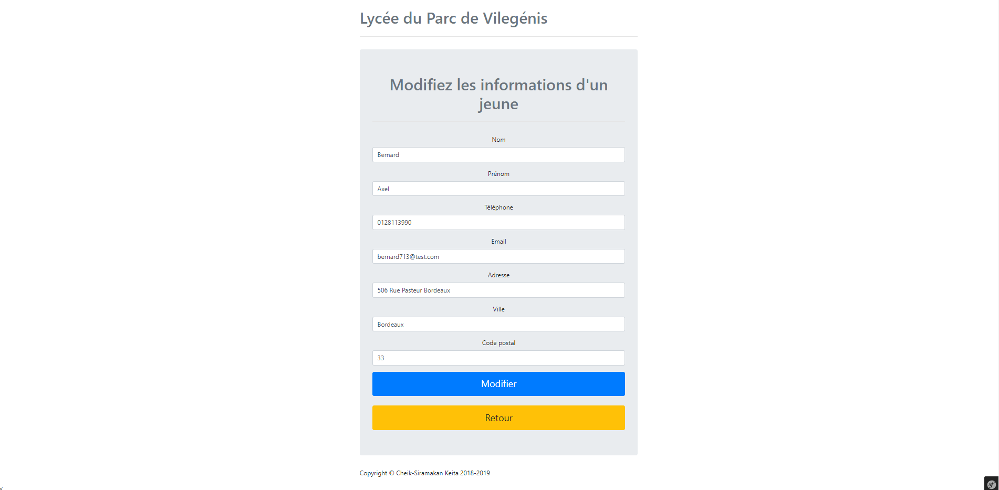 Lycée du Parc de Vilegénis
Modifiez les informations d'un
jeune
Nom
Bernard
Prénom
Axel
Téléphone
0128113990
Email
bernard713@test.com
Adresse
506 Rue Pasteur Bordeaux
Ville
Bordeaux
Code postal
33
Modifier
Retour
Copyright © Cheik-Siramakan Keita 2018-2019
<
sf